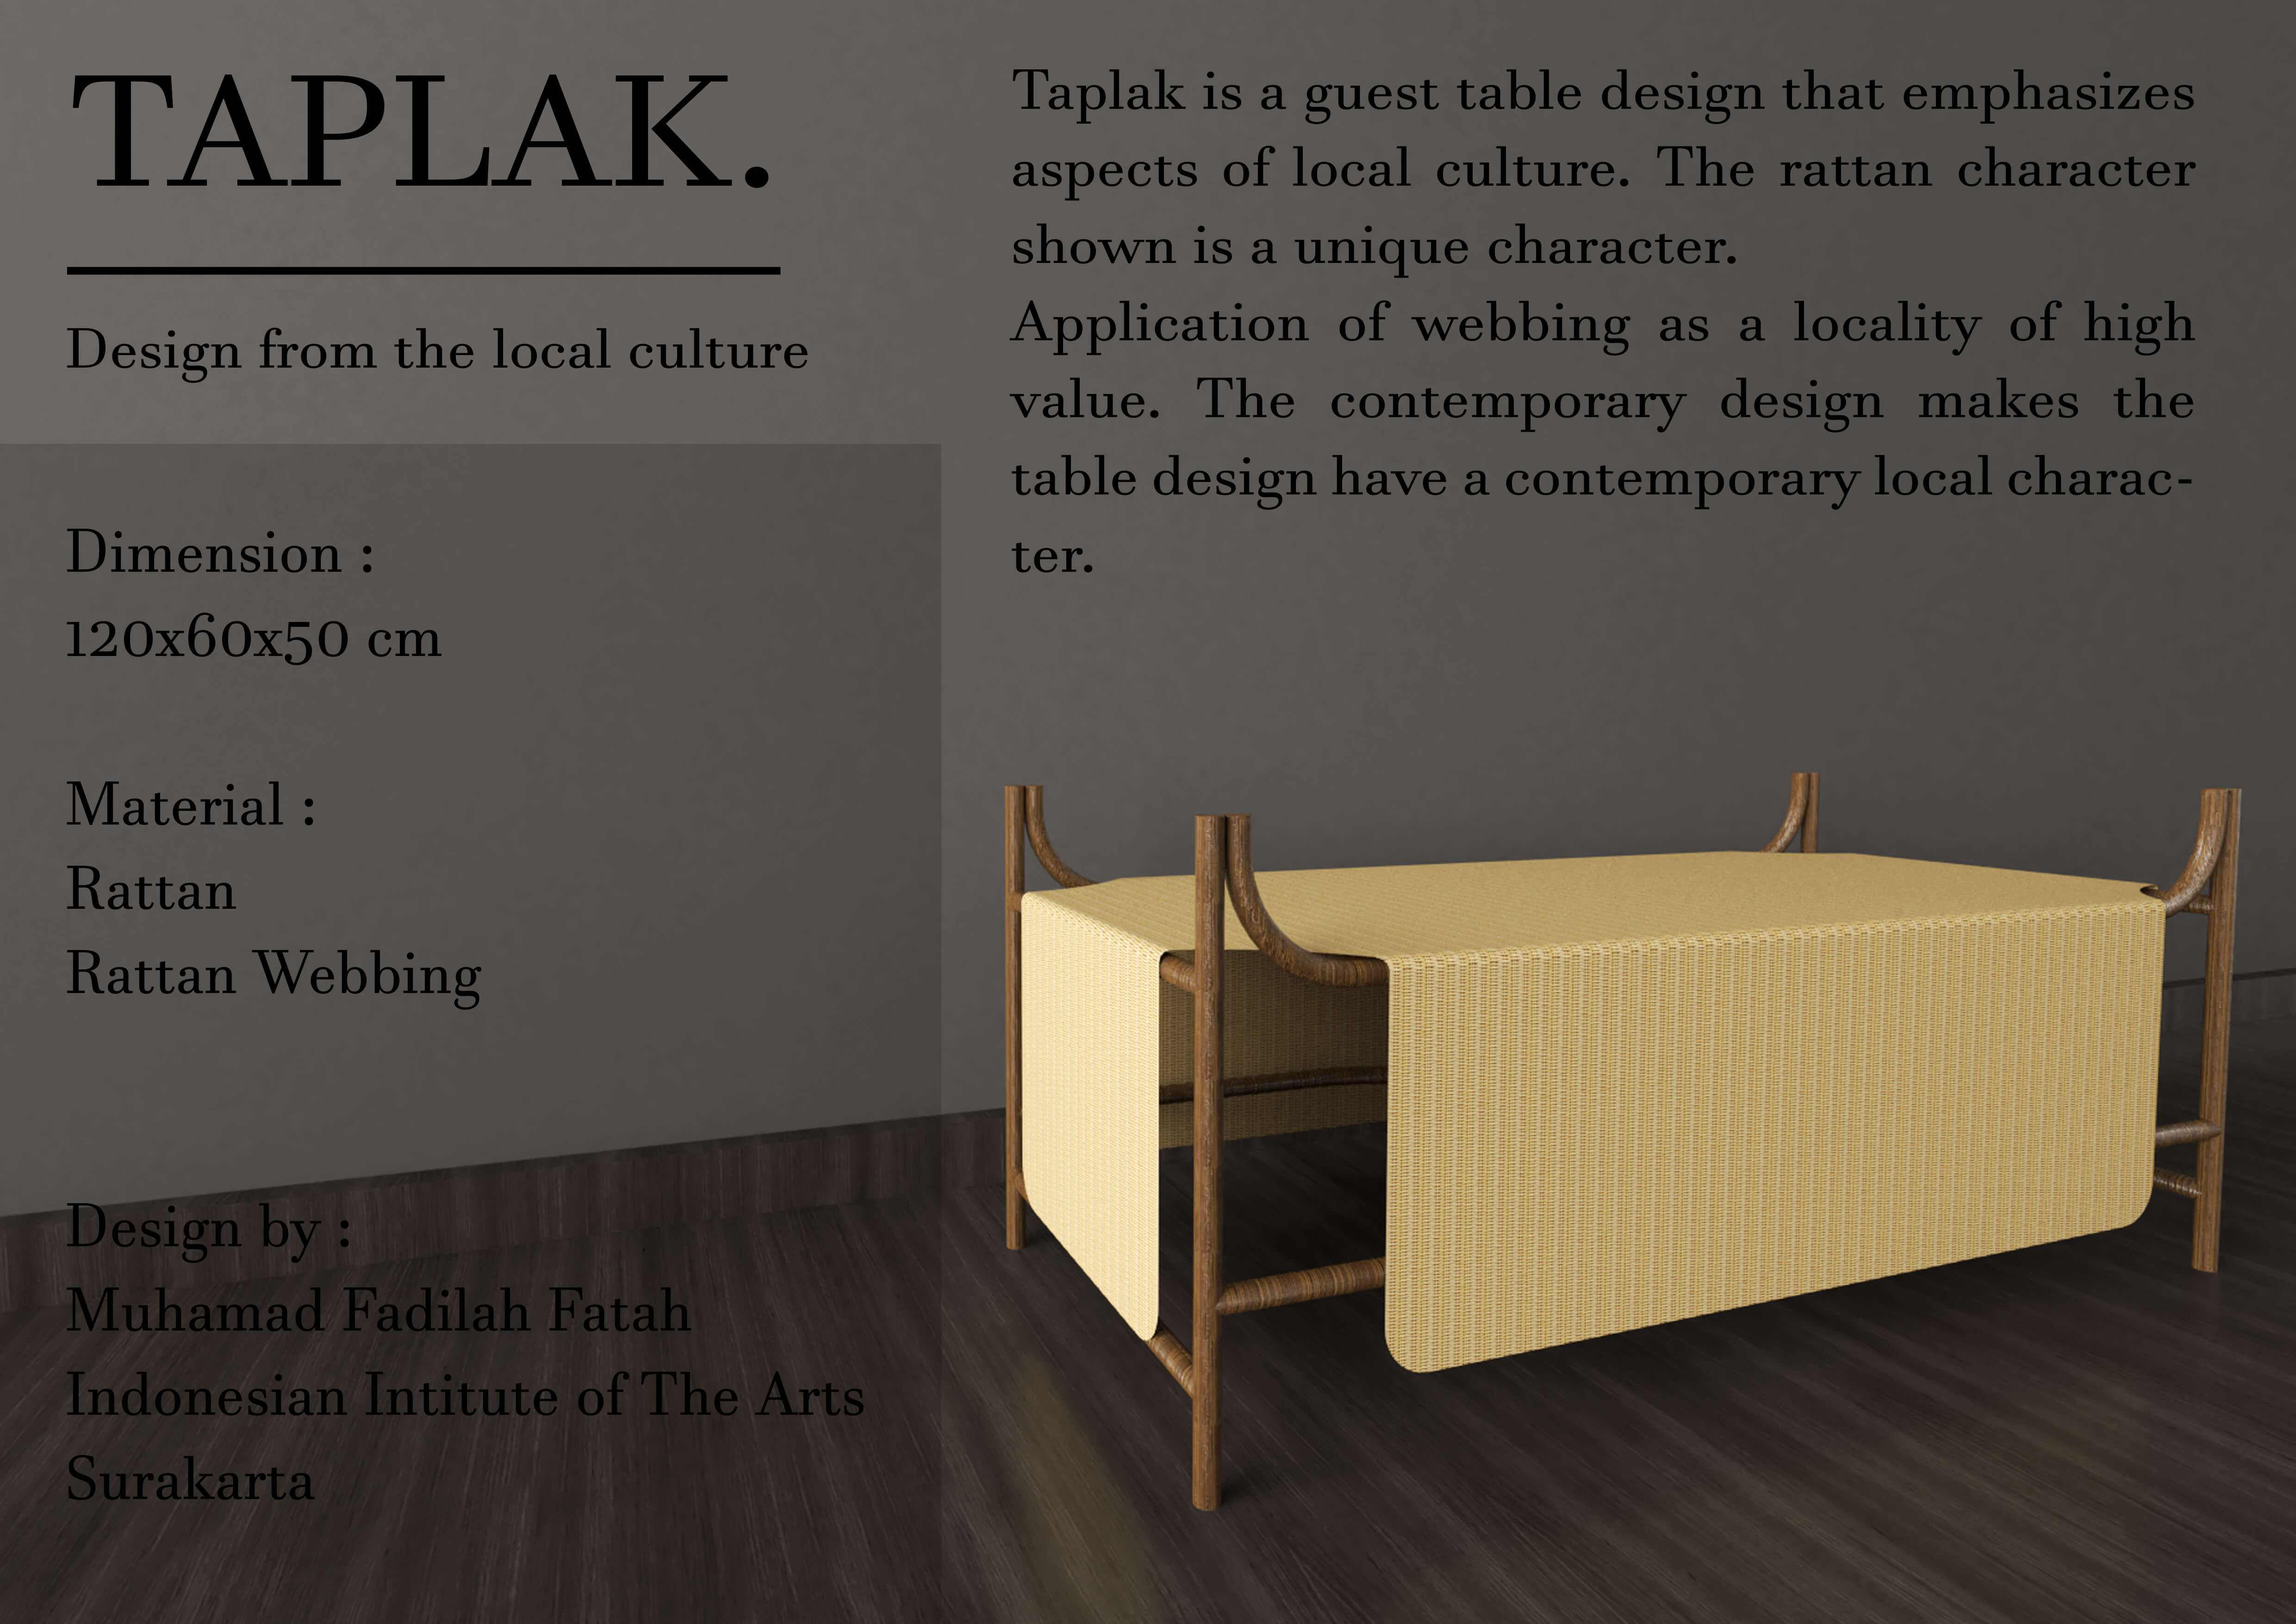 TAPLAK.
Design from the local culture
Dimension :
120x60x50 cm
Material :
Rattan
Rattan Webbing
Design by :
Muhamad Fadilah Fatah
Indonesian Intitute of The Arts
Surakarta
Taplak is a guest table design that emphasizes
aspects of local culture. The rattan character
shown is a unique character.
Application of webbing as a locality of high
value. The contemporary design makes the
table design have a contemporary local charac-
ter.